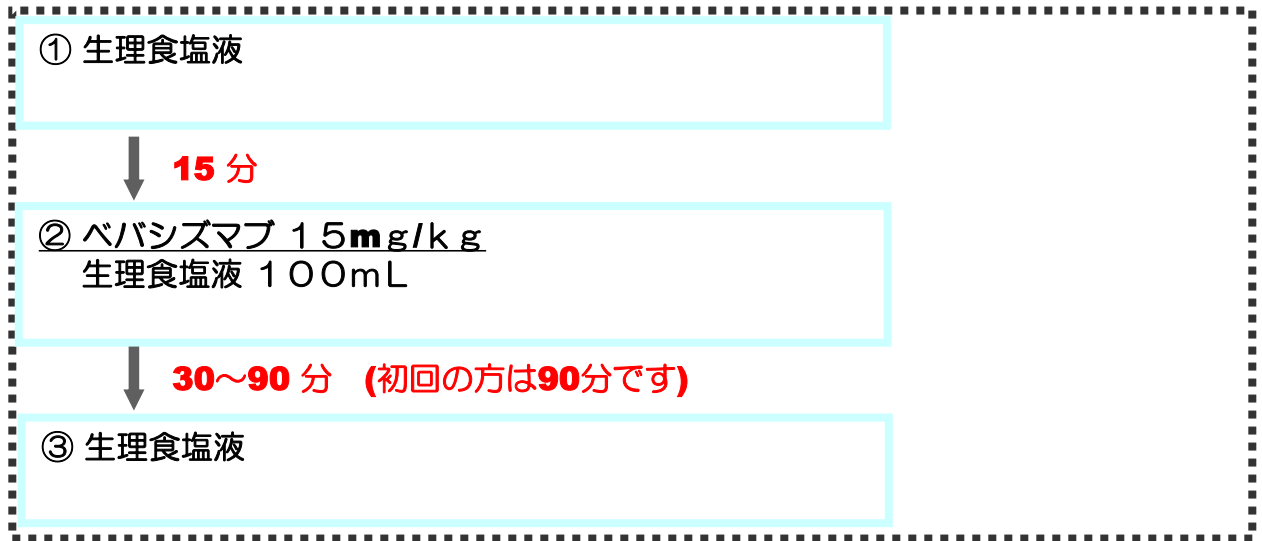 ① 生理食塩液
15 分
② ベバシズマブ １５mｇ/ｋｇ
生理食塩液 １００ｍＬ
30～90 分　(初回の方は90分です)
③ 生理食塩液